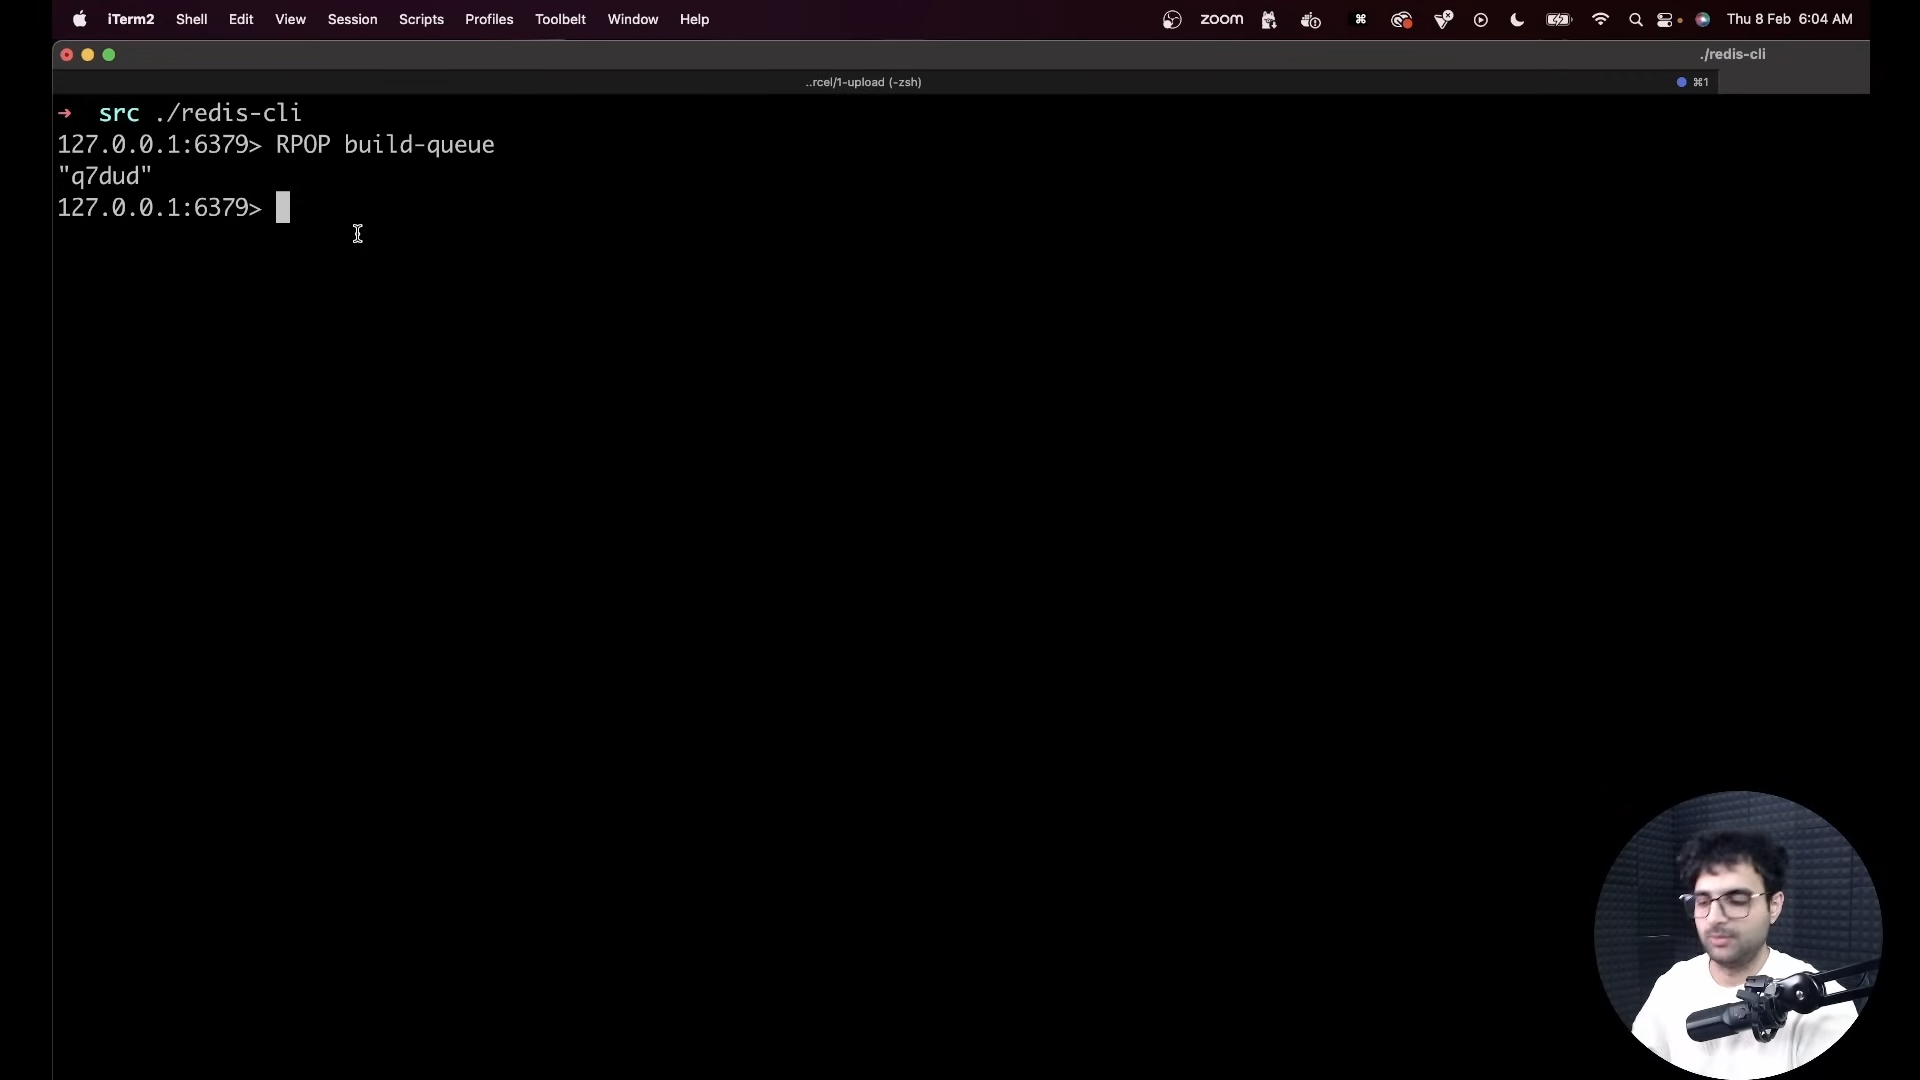 iTerm2 Shell Edit View Session Scripts Profiles Toolbelt Window Help zoom Thu 8 Feb 6:04 AM
./redis-cli
..rcel/1-upload (-zsh) ⌘1
➜ src ./redis-cli
127.0.0.1:6379> RPOP build-queue
"q7dud"
127.0.0.1:6379>